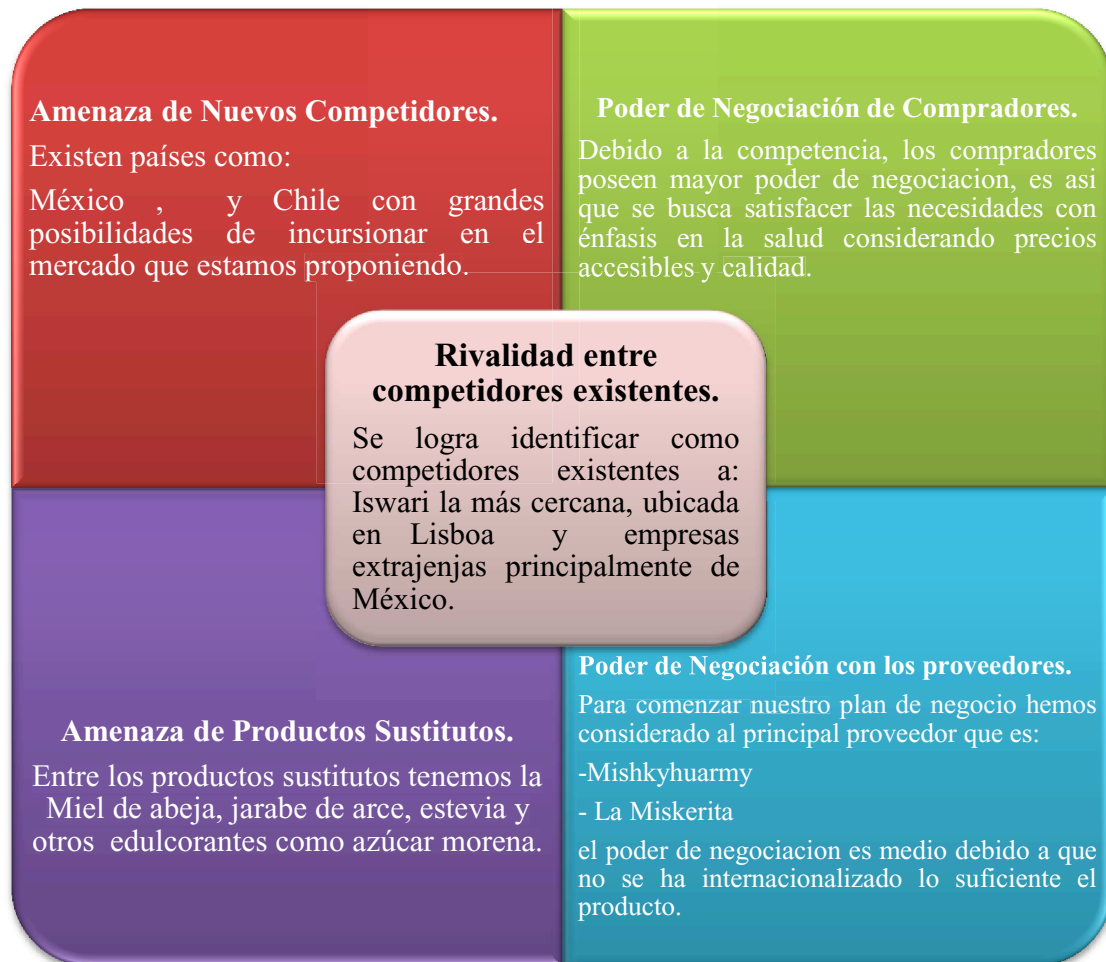 Amenaza de Nuevos Competidores.
Existen países como:
México , y Chile con grandes
posibilidades de incursionar en el
mercado que estamos proponiendo.
Poder de Negociación de Compradores.
Debido a la competencia, los compradores
poseen mayor poder de negociacion, es asi
que se busca satisfacer las necesidades con
énfasis en la salud considerando precios
accesibles y calidad.
Rivalidad entre
competidores existentes.
Se logra identificar como
competidores existentes a:
Iswari la más cercana, ubicada
en Lisboa y empresas
extrajenjas principalmente de
México.
Amenaza de Productos Sustitutos.
Entre los productos sustitutos tenemos la
Miel de abeja, jarabe de arce, estevia y
otros edulcorantes como azúcar morena.
Poder de Negociación con los proveedores.
Para comenzar nuestro plan de negocio hemos
considerado al principal proveedor que es:
-Mishkyhuarmy
- La Miskerita
el poder de negociacion es medio debido a que
no se ha internacionalizado lo suficiente el
producto.